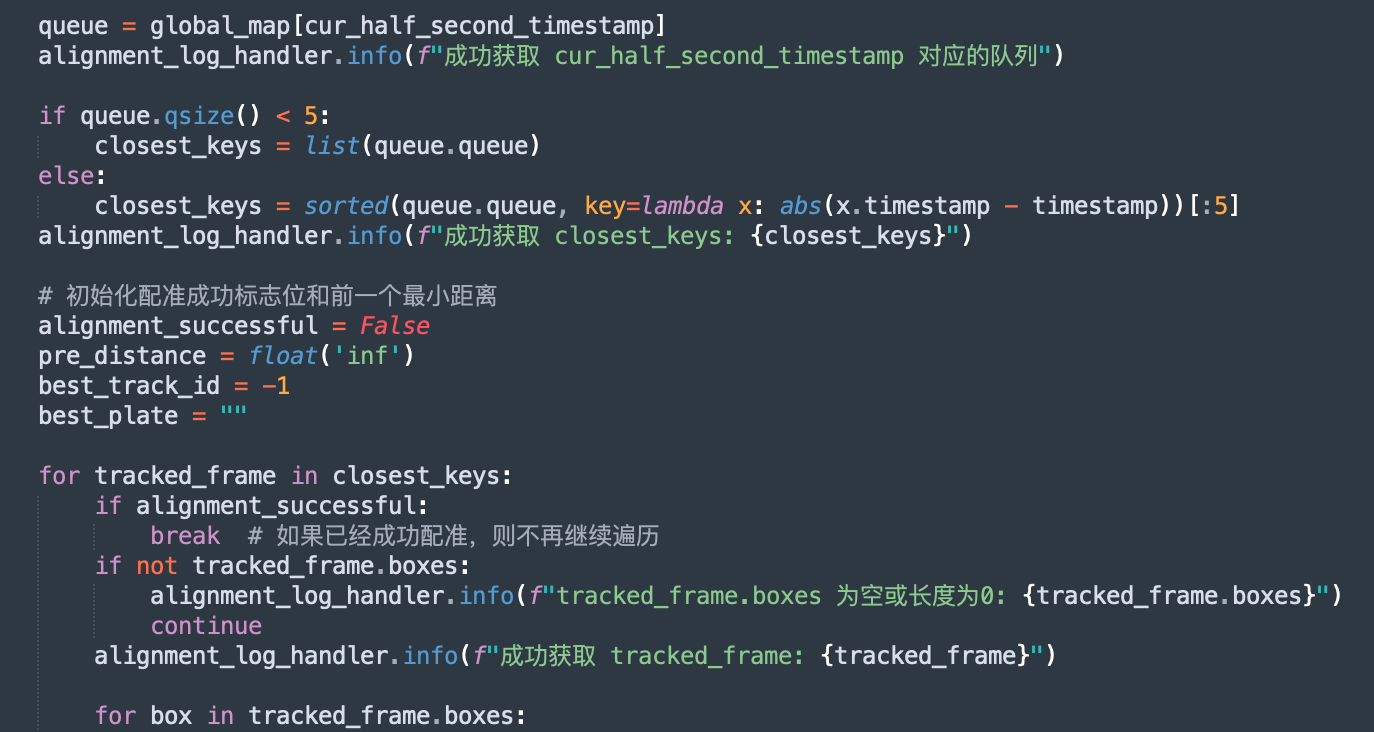 queue = global_map[cur_half_second_timestamp]
alignment_log_handler.info(f"成功获取 cur_half_second_timestamp 对应的队列")
if queue.qsize() < 5:
closest_keys = list(queue.queue)
else:
closest_keys = sorted(queue.queue, key=lambda x: abs(x.timestamp - timestamp))[:5]
alignment_log_handler.info(f"成功获取 closest_keys: {closest_keys}")
# 初始化配准成功标志位和前一个最小距离
alignment_successful = False
pre_distance = float('inf')
best_track_id = -1
best_plate = ""
for tracked_frame in closest_keys:
if alignment_successful:
break  # 如果已经成功配准，则不再继续遍历
if not tracked_frame.boxes:
alignment_log_handler.info(f"tracked_frame.boxes 为空或长度为0: {tracked_frame.boxes}")
continue
alignment_log_handler.info(f"成功获取 tracked_frame: {tracked_frame}")
for box in tracked_frame.boxes: